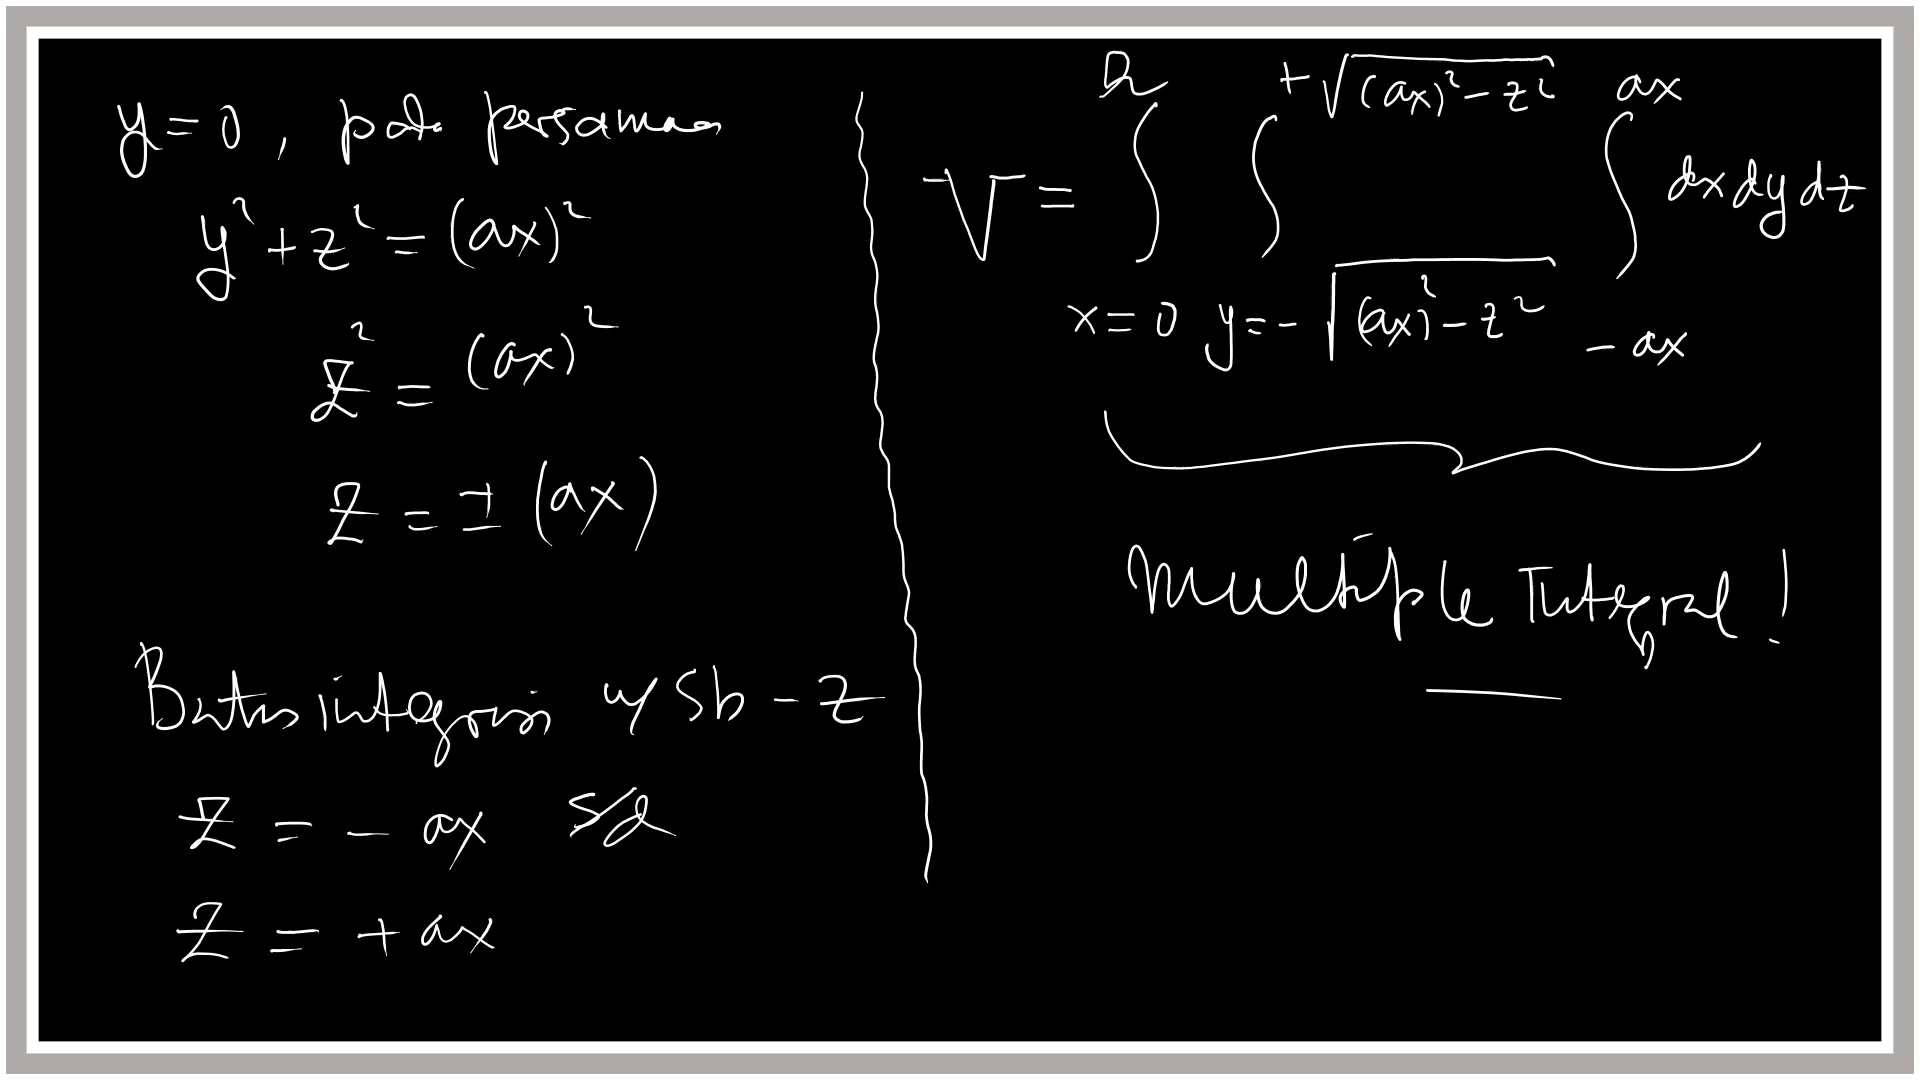 y = 0, pada persamaan
y² + z² = (ax)²
z² = (ax)²
z = ± (ax)
Batas integrasi u/ sb - z
z = - ax s/d
z = + ax
V = ∫ ∫ ∫ dx dy dz
+√((ax)² - z²) ax
x = 0 y = - √((ax)² - z²) - ax
Multiple Integral!